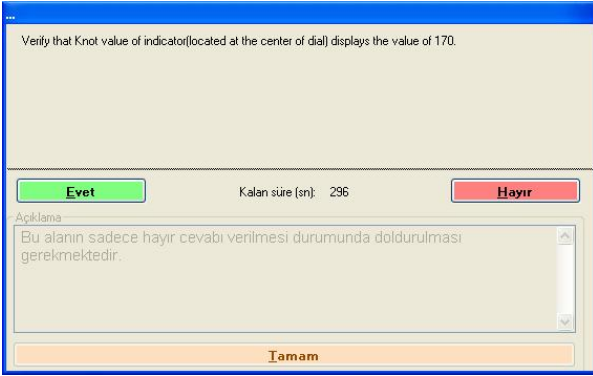 ...
Verify that Knot value of indicator(located at the center of dial) displays the value of 170.
Evet Kalan süre (sn): 296 Hayır
Açıklama
Bu alanın sadece hayır cevabı verilmesi durumunda doldurulması
gerekmektedir.
Tamam